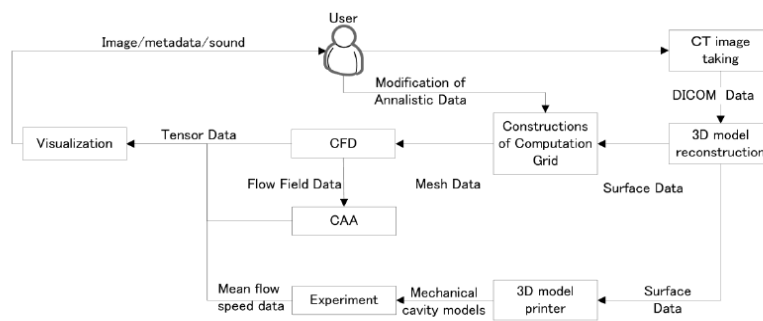 User
Image/metadata/sound
CT image
taking
Modification of
Annalistic Data
DICOM Data
Tensor Data
Visualization
CFD
Constructions
of Computation
Grid
3D model
reconstruction
Flow Field Data
Mesh Data
Surface Data
CAA
Mean flow
speed data
Experiment
Mechanical
cavity models
3D model
printer
Surface
Data